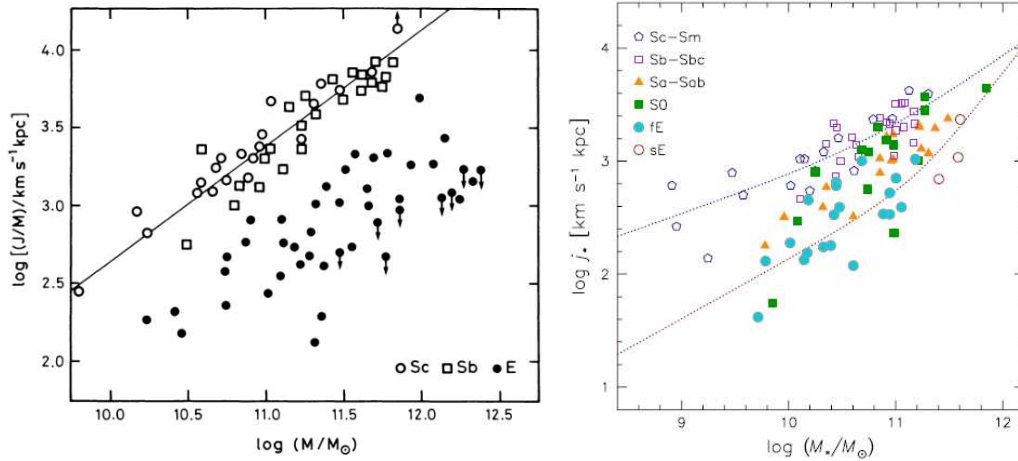 log [(J/M)/km s⁻¹ kpc]
4.0
3.5
3.0
2.5
2.0
Sc Sb E
10.0 10.5 11.0 11.5 12.0 12.5
log (M/M⊙)
log j⋆ [km s⁻¹ kpc]
4
3
2
1
Sc−Sm
Sb−Sbc
Sa−Sab
S0
fE
sE
9 10 11 12
log (M⋆/M⊙)